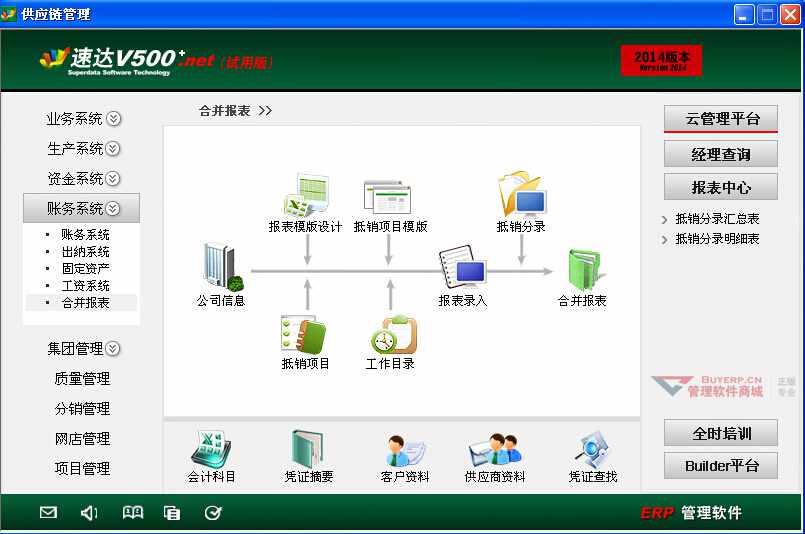 供应链管理
速达V500+.net (试用版)
Superdata Software Technology
2014版本
Version 2014
业务系统
生产系统
资金系统
账务系统
账务系统
出纳系统
固定资产
工资系统
合并报表
集团管理
质量管理
分销管理
网店管理
项目管理
合并报表 >>
报表模版设计
抵销项目模版
抵销分录
公司信息
报表录入
合并报表
抵销项目
工作目录
会计科目
凭证摘要
客户资料
供应商资料
凭证查找
云管理平台
经理查询
报表中心
抵销分录汇总表
抵销分录明细表
BUYERP.CN
管理软件商城
正版
专业
全时培训
Builder平台
ERP 管理软件